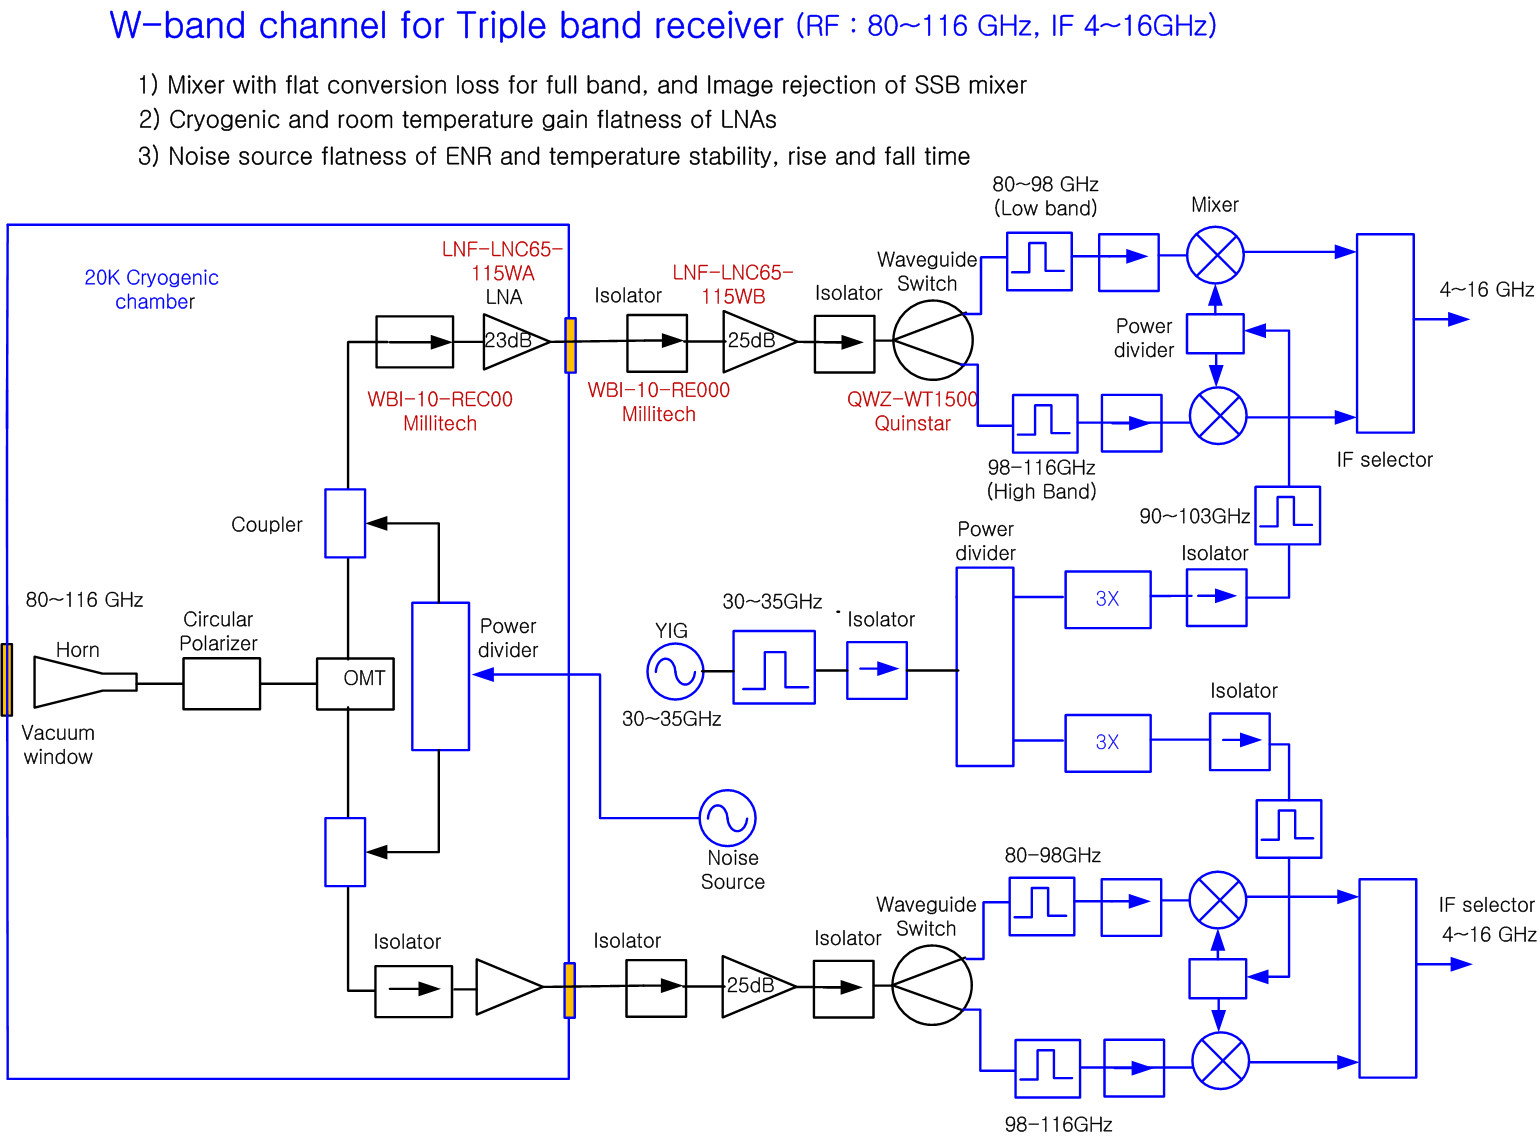 W-band channel for Triple band receiver (RF : 80~116 GHz, IF 4~16GHz)
1) Mixer with flat conversion loss for full band, and Image rejection of SSB mixer
2) Cryogenic and room temperature gain flatness of LNAs
3) Noise source flatness of ENR and temperature stability, rise and fall time
80~98 GHz
(Low band)
Mixer
20K Cryogenic
chamber
LNF-LNC65-
115WA
LNA
23dB
Isolator
LNF-LNC65-
115WB
25dB
Isolator
Waveguide
Switch
4~16 GHz
Power
divider
WBI-10-REC00
Millitech
WBI-10-RE000
Millitech
QWZ-WT1500
Quinstar
98-116GHz
(High Band)
IF selector
Coupler
90~103GHz
Power
divider
Isolator
80~116 GHz
Horn
Circular
Polarizer
OMT
Power
divider
YIG
30~35GHz
30~35GHz
Isolator
3X
Vacuum
window
3X
Isolator
Noise
Source
80-98GHz
Isolator
Isolator
25dB
Isolator
Waveguide
Switch
IF selector
4~16 GHz
98-116GHz